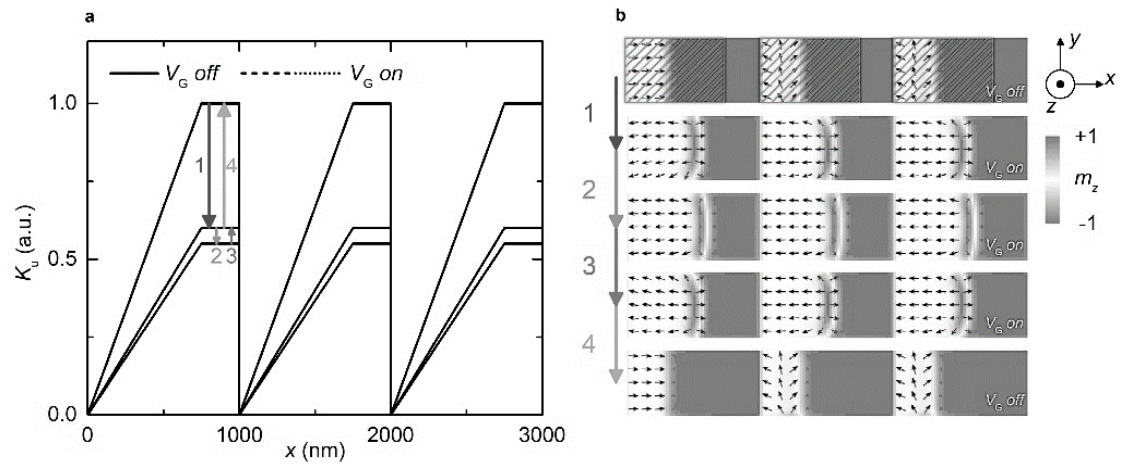 a
V_G off
V_G on
1.0
0.5
0.0
K_u (a.u.)
1
4
2
3
0
1000
2000
3000
x (nm)
b
V_G off
1
V_G on
2
V_G on
3
V_G on
4
V_G off
y
x
z
+1
m_z
-1